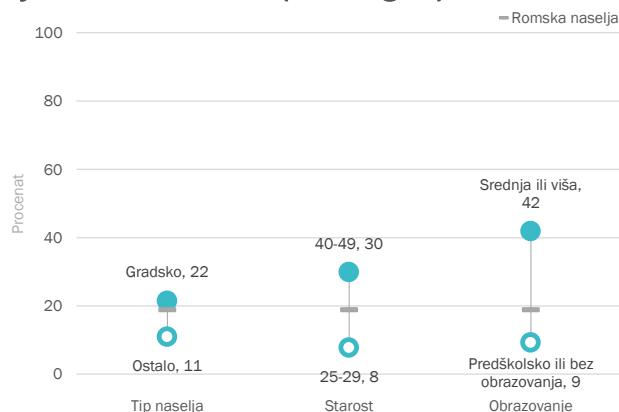 Romska naselja
100
80
60
40
20
0
Procenat
Gradsko, 22
Ostalo, 11
40-49, 30
25-29, 8
Srednja ili viša,
42
Predškolsko ili bez
obrazovanja, 9
Tip naselja
Starost
Obrazovanje